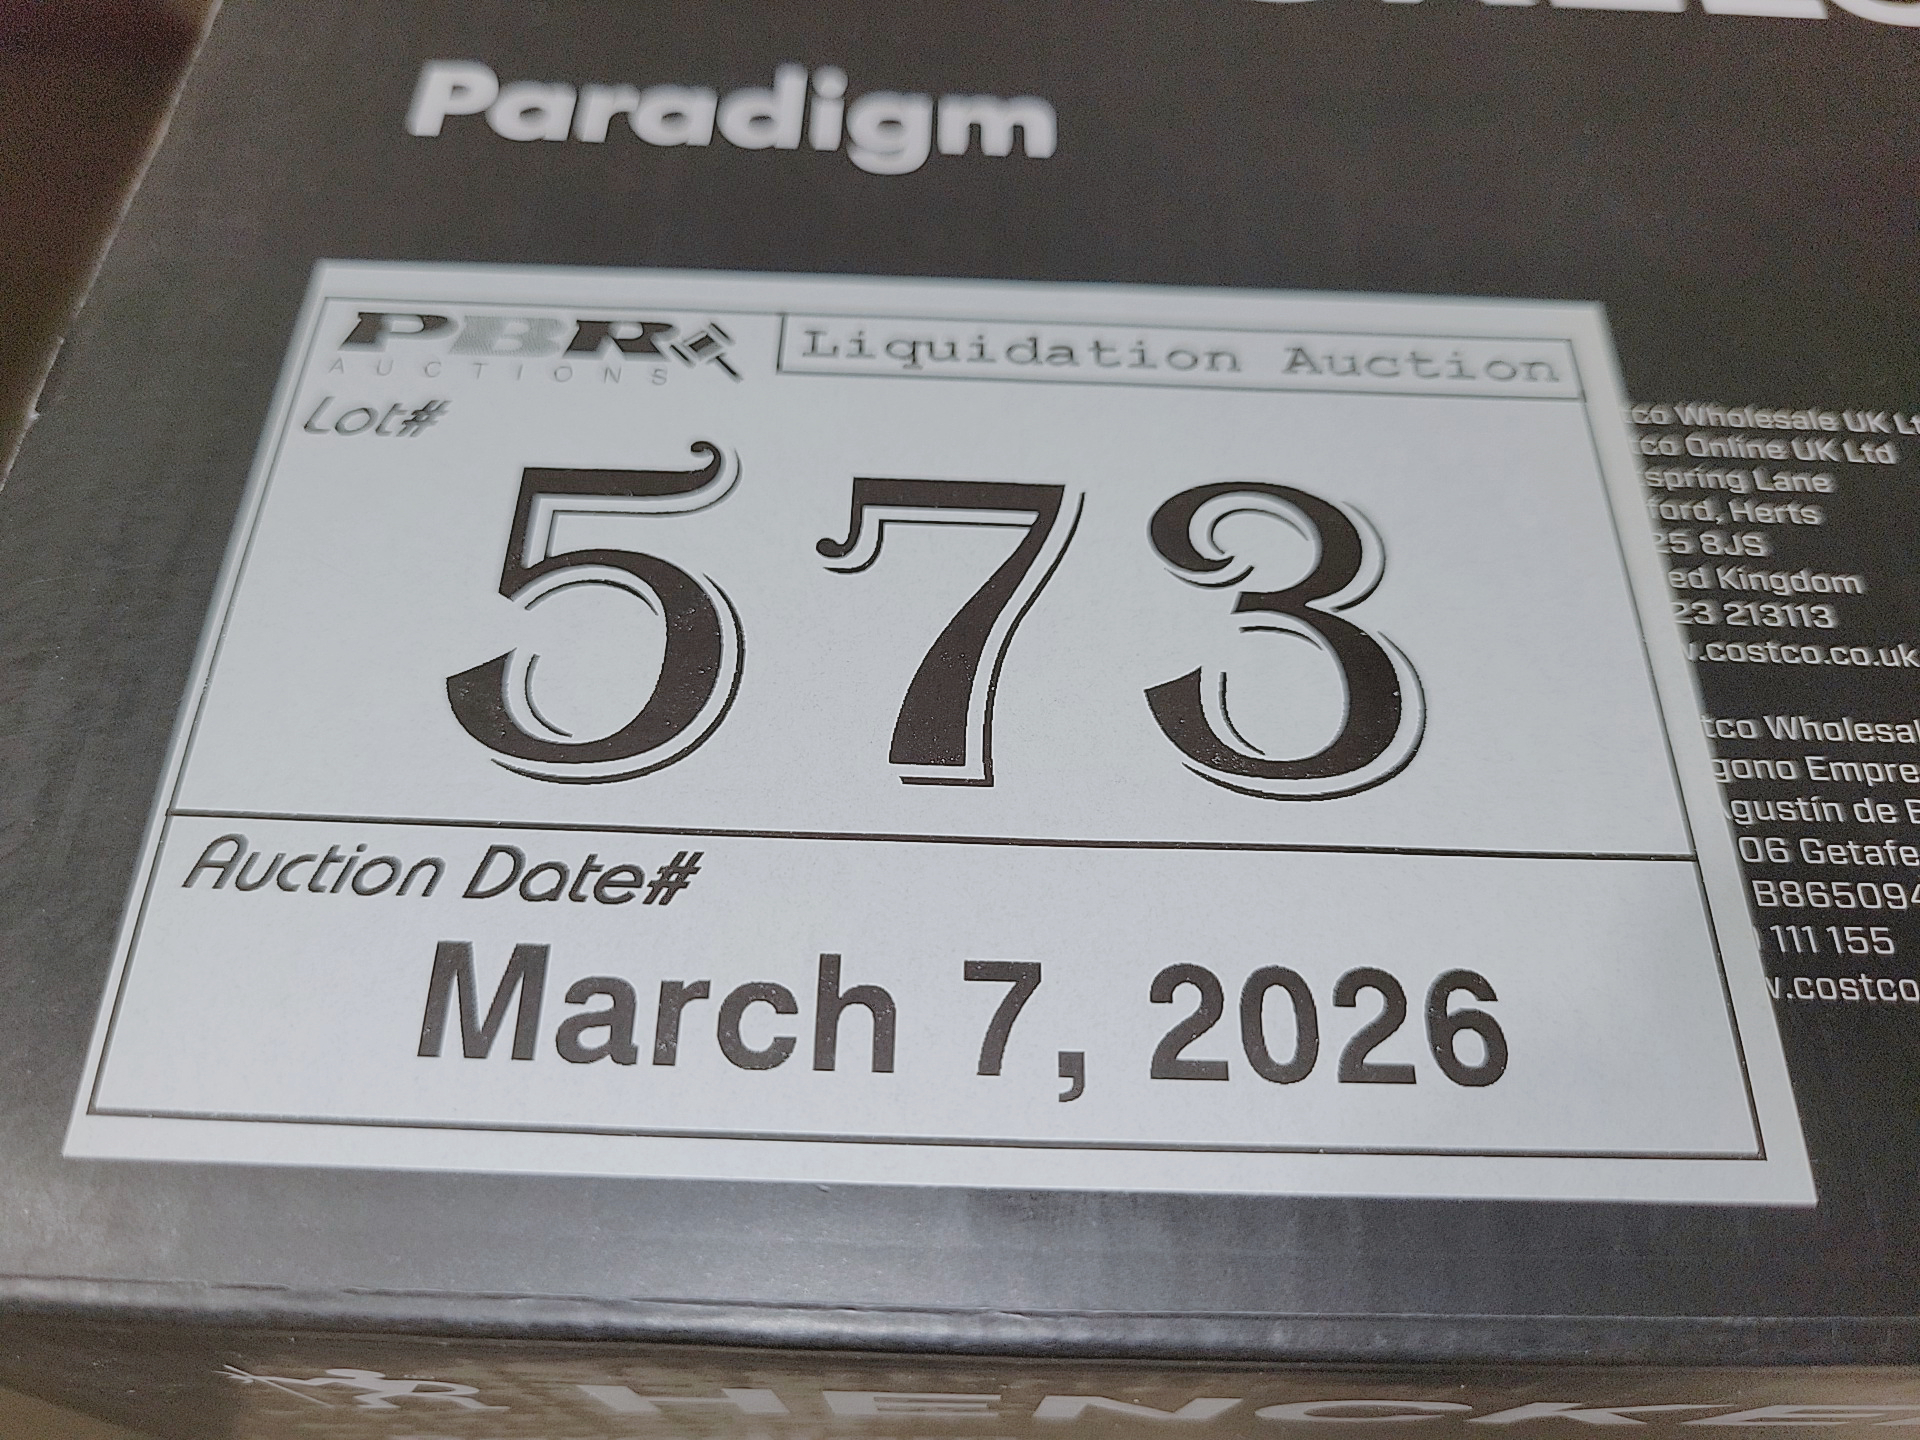 Paradigm
PBR
AUCTIONS
Liquidation Auction
Lot#
573
Auction Date#
March 7, 2026
co Wholesale UK Lt
co Online UK Ltd
spring Lane
ford, Herts
25 8JS
ed Kingdom
23 213113
.costco.co.uk
tco Wholesal
gono Empre
gustín de B
06 Getafe
B865094
111 155
.costco
HENCKE